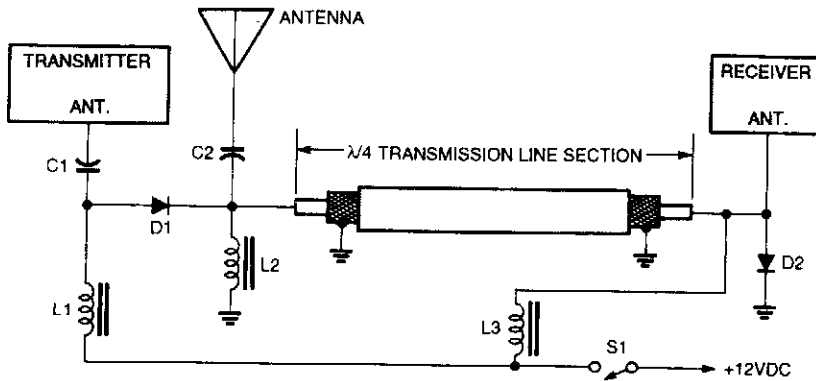 ANTENNA
TRANSMITTER
ANT.
RECEIVER
ANT.
C1
C2
λ/4 TRANSMISSION LINE SECTION
D1
L2
D2
L1
L3
S1
+12VDC